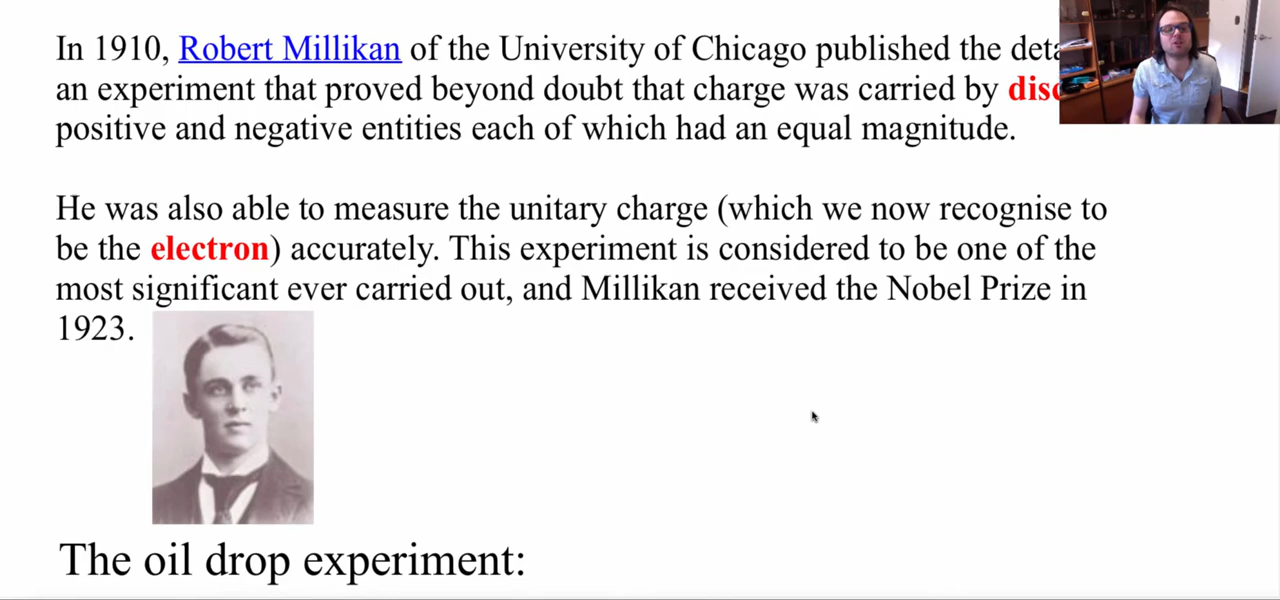 In 1910, Robert Millikan of the University of Chicago published the
an experiment that proved beyond doubt that charge was carried by
positive and negative entities each of which had an equal magnitude.
He was also able to measure the unitary charge (which we now recognise to
be the electron) accurately. This experiment is considered to be one of the
most significant ever carried out, and Millikan received the Nobel Prize in
1923.
The oil drop experiment: